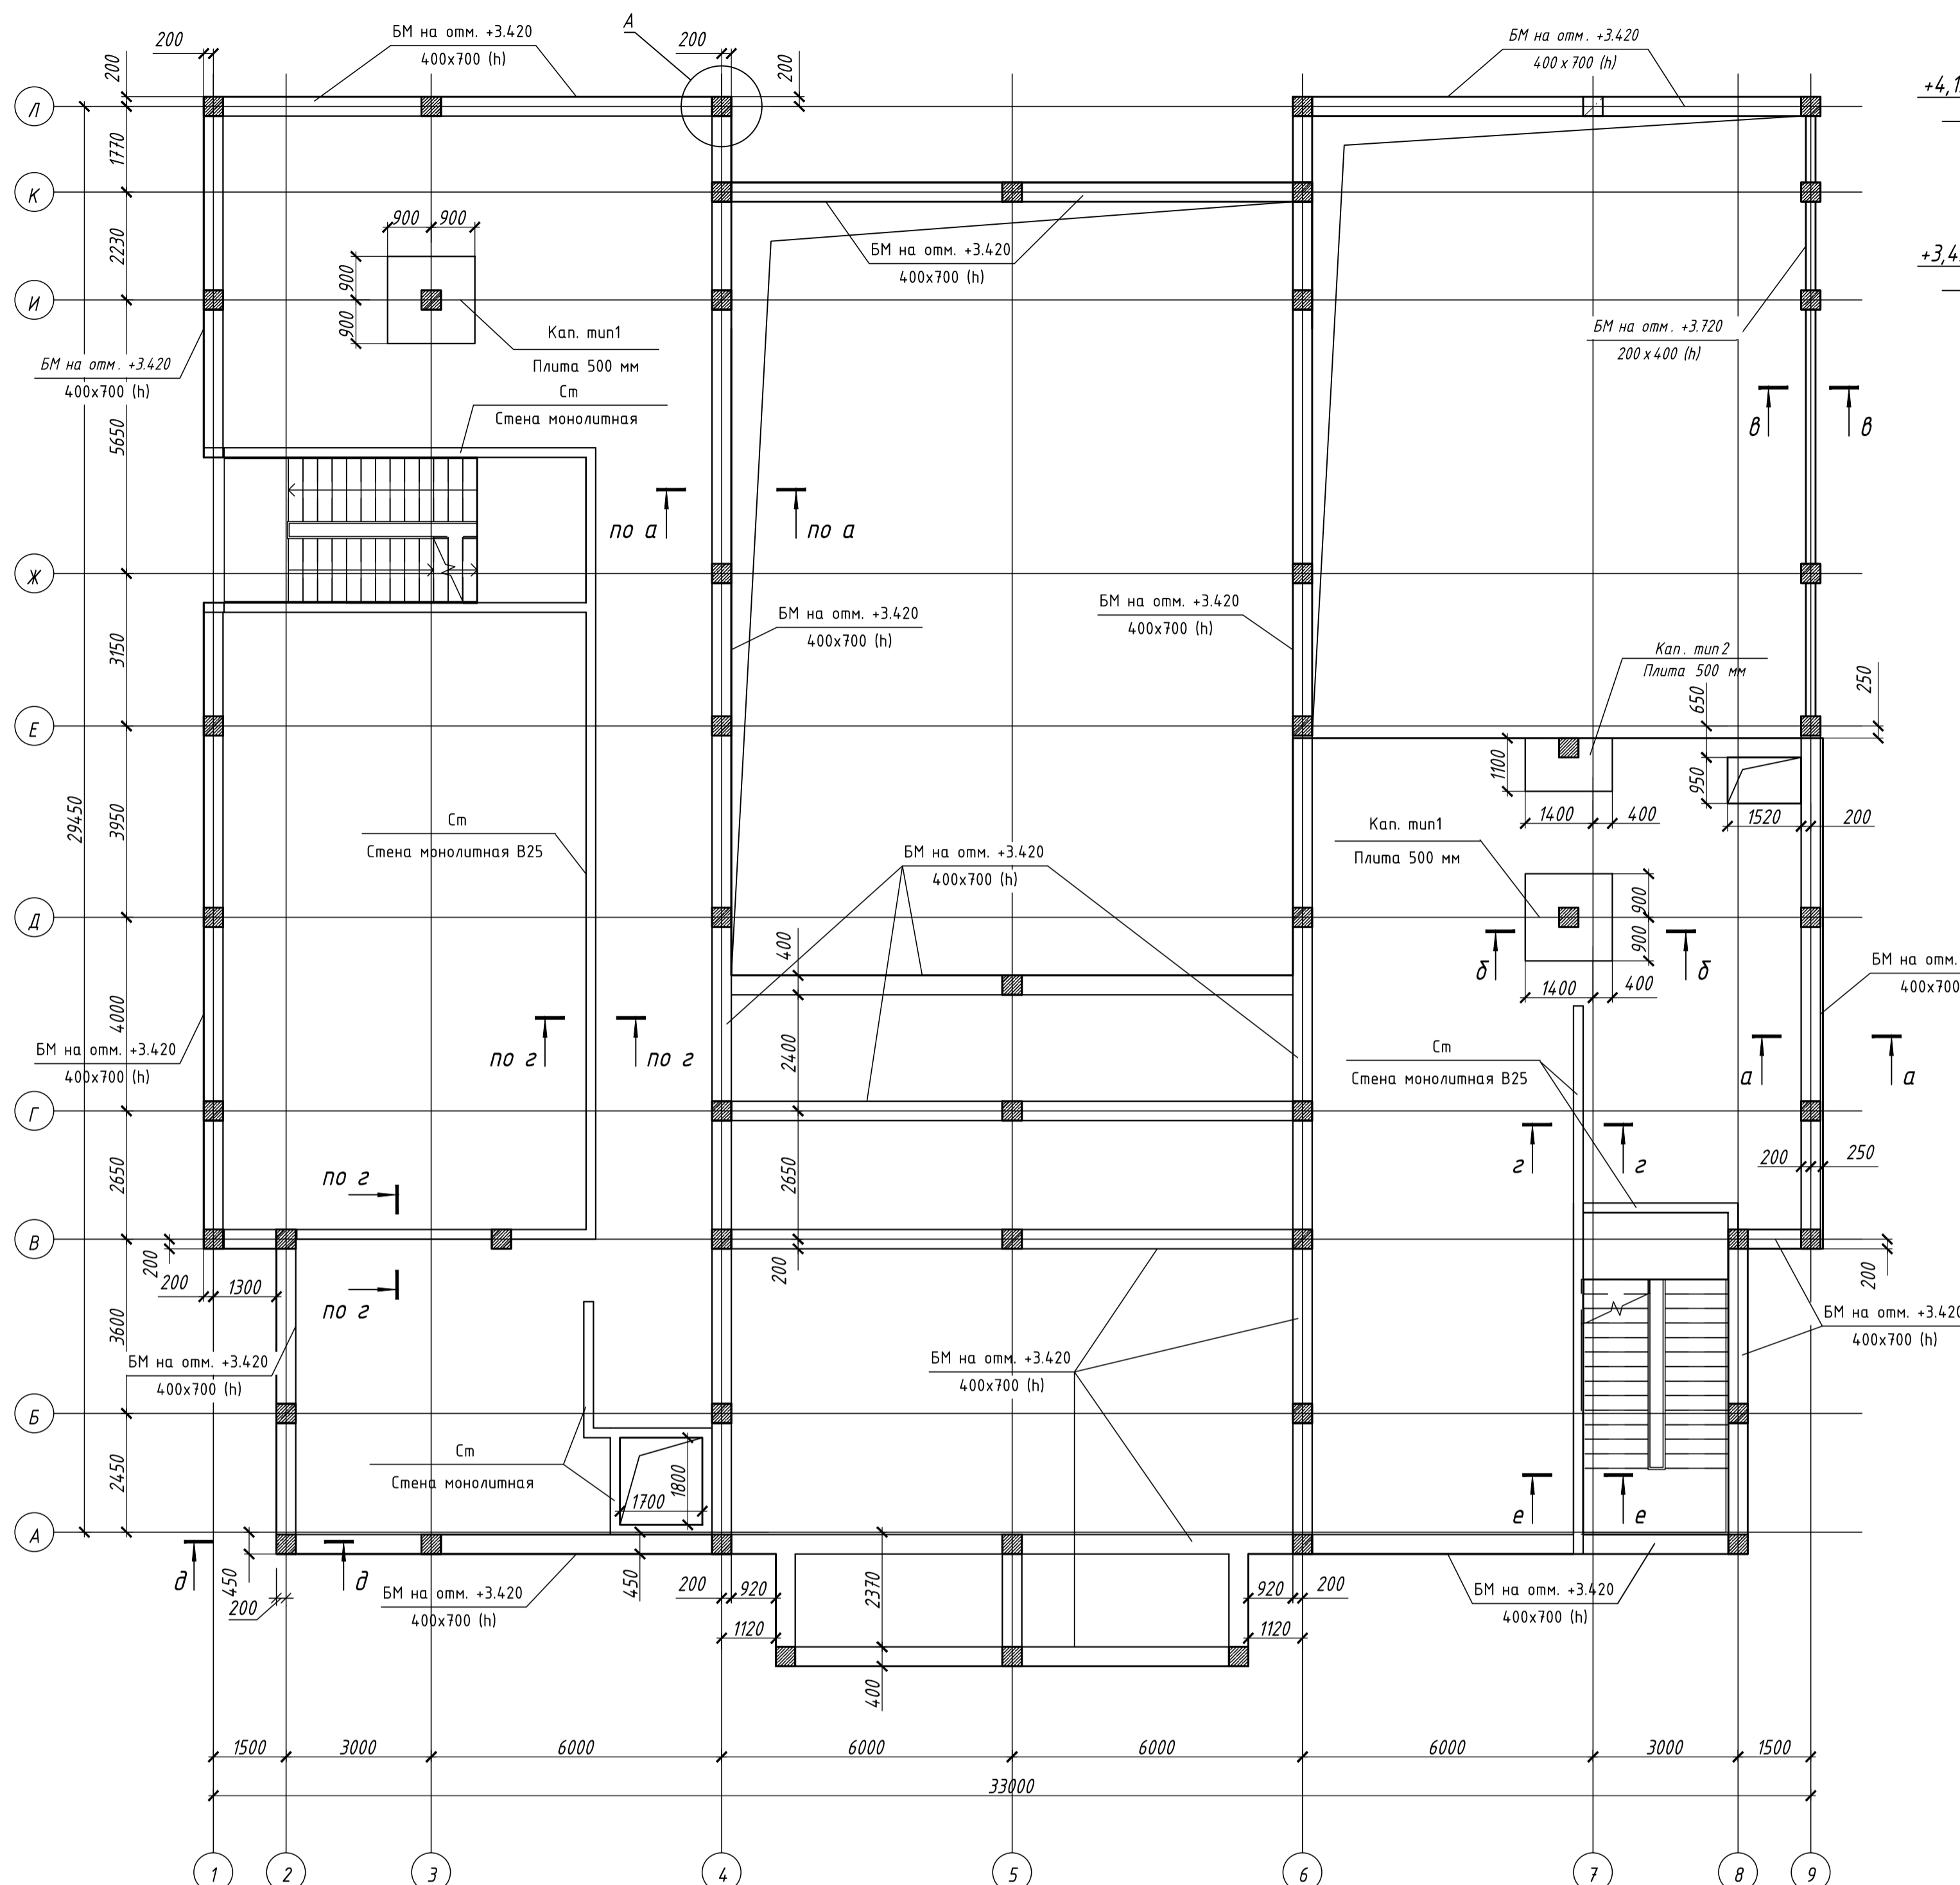 А
200
БМ на отм. +3.420
400х700 (h)
200
200
200
БМ на отм. +3.420
400 х 700 (h)
Л
1770
К
2230
900
900
БМ на отм. +3.420
400х700 (h)
900
И
900
Кап. тип1
Плита 500 мм
БМ на отм. +3.720
200 х 400 (h)
БМ на отм. +3.420
400х700 (h)
Ст
Стена монолитная
5650
в
в
по а
по а
Ж
БМ на отм. +3.420
400х700 (h)
БМ на отм. +3.420
400х700 (h)
3150
Кап. тип2
Плита 500 мм
650
250
Е
1100
950
29450
3950
Ст
Стена монолитная В25
1400
400
1520
200
Кап. тип1
Плита 500 мм
БМ на отм. +3.420
400х700 (h)
900
Д
900
400
б
б
БМ на отм.
400х700
1400
400
4000
по г
по г
БМ на отм. +3.420
400х700 (h)
2400
Ст
Стена монолитная В25
а
а
Г
2650
по г
2650
г
г
200
250
В
200
200
1300
по г
200
200
3600
БМ на отм. +3.420
400х700 (h)
БМ на отм. +3.420
400х700 (h)
БМ на отм. +3.420
400х700 (h)
Б
2450
Ст
Стена монолитная
1800
1700
е
е
А
д
д
450
200
БМ на отм. +3.420
400х700 (h)
450
200
920
2370
920
200
БМ на отм. +3.420
400х700 (h)
1120
1120
400
1500
3000
6000
6000
6000
6000
3000
1500
33000
1
2
3
4
5
6
7
8
9